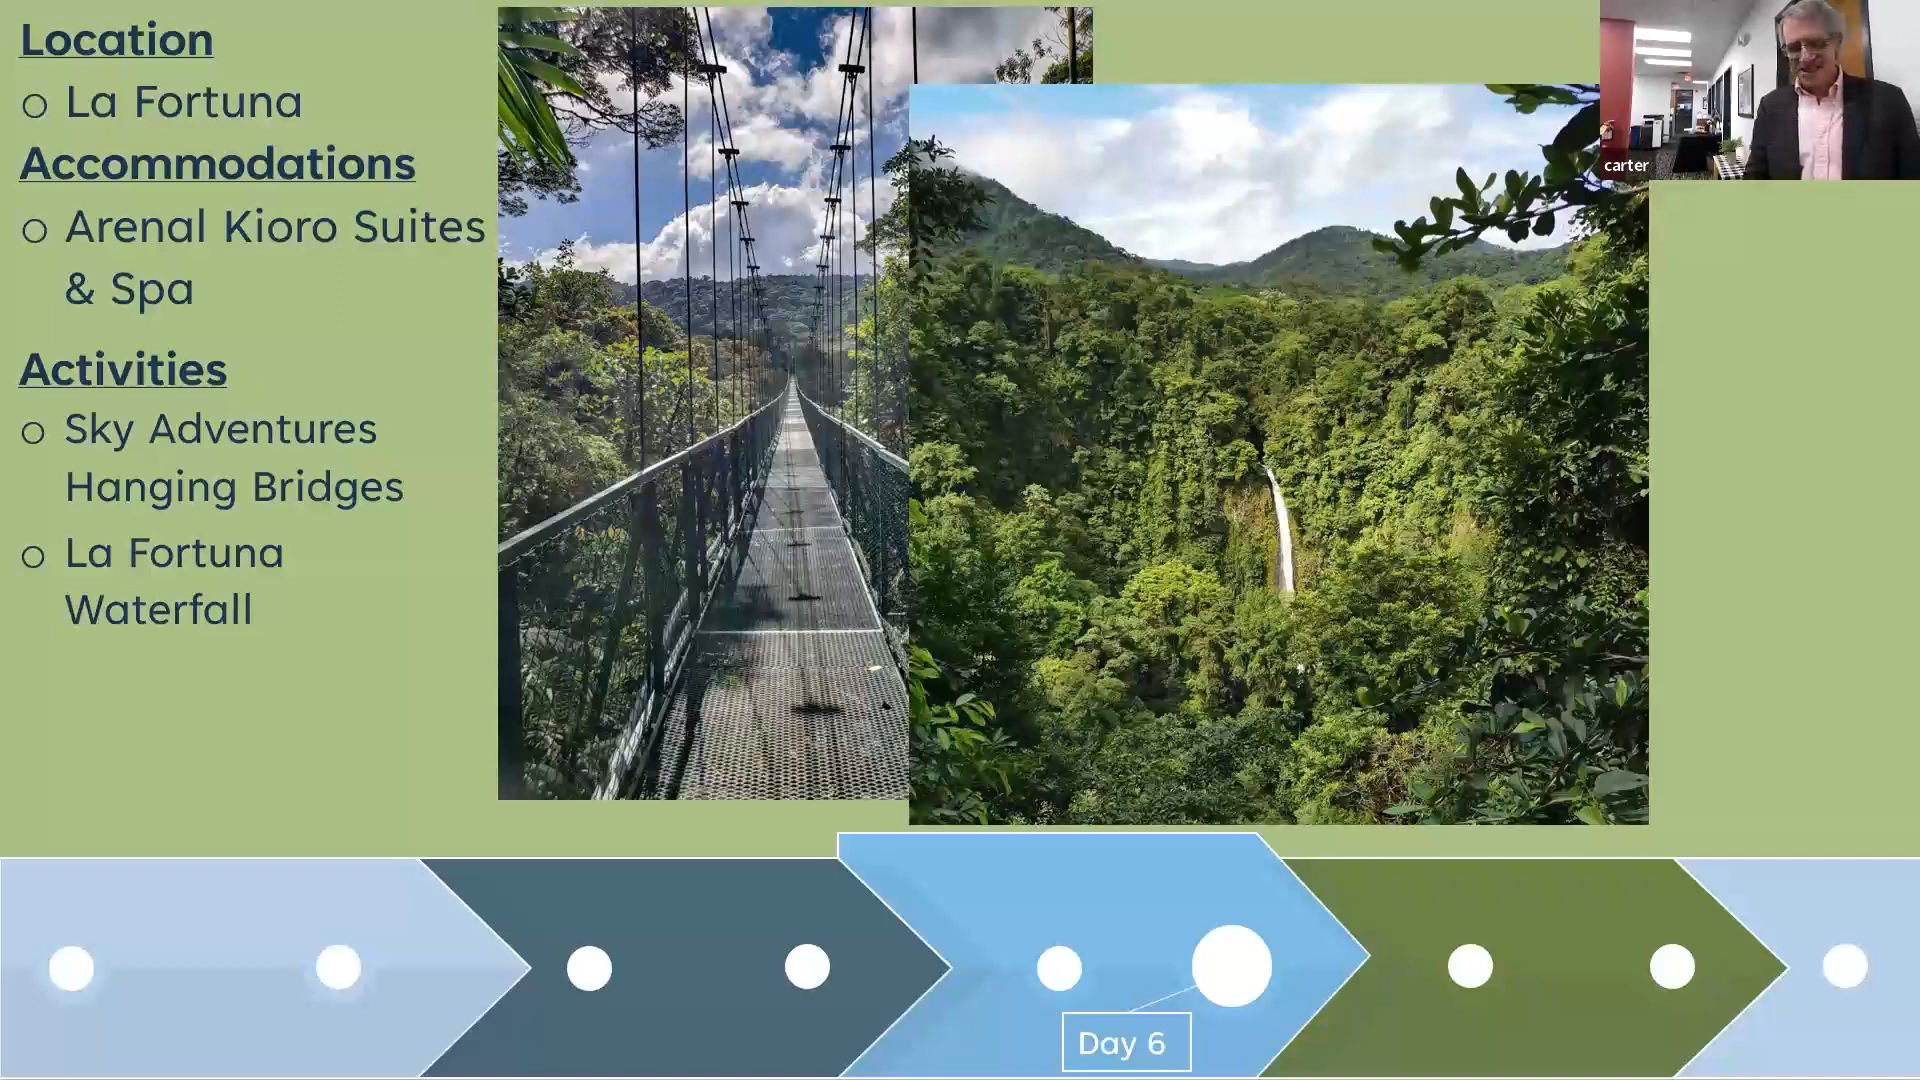 Location
○ La Fortuna
Accommodations
○ Arenal Kioro Suites
& Spa
Activities
○ Sky Adventures
Hanging Bridges
○ La Fortuna
Waterfall
carter
Day 6